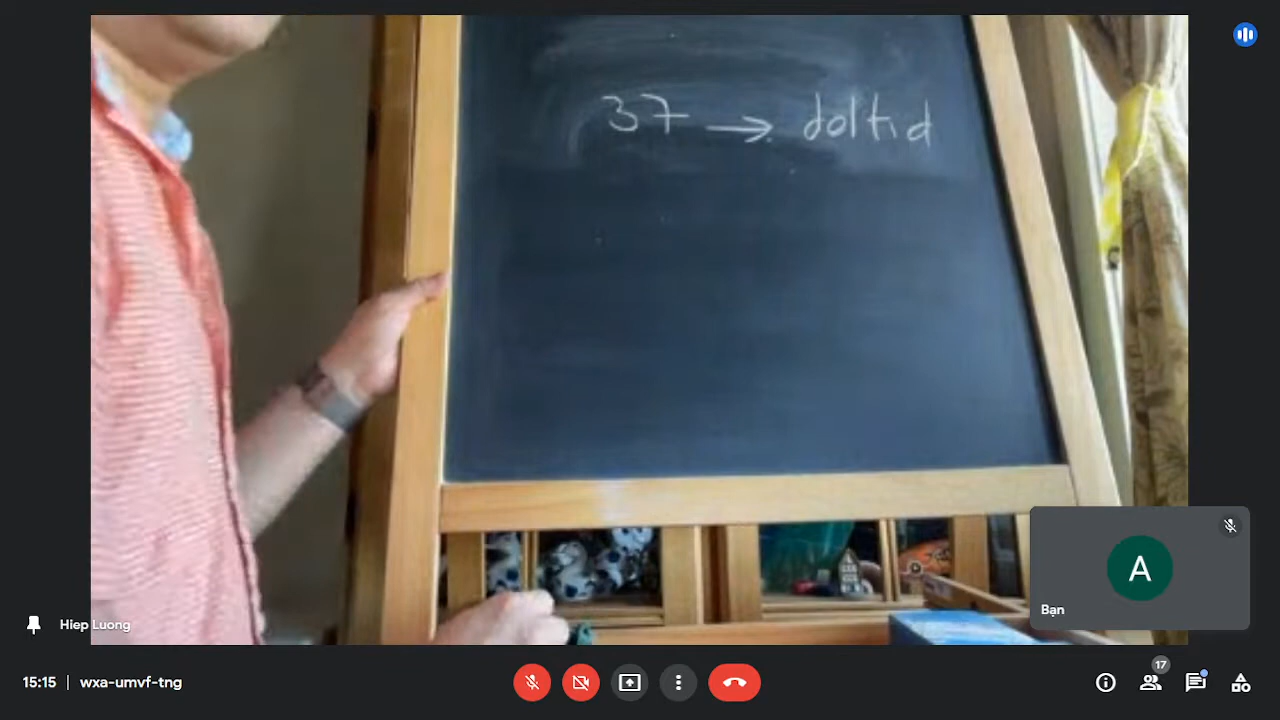 37 → doltid
Hiep Luong
A
Bạn
15:15 | wxa-umvf-tng
17